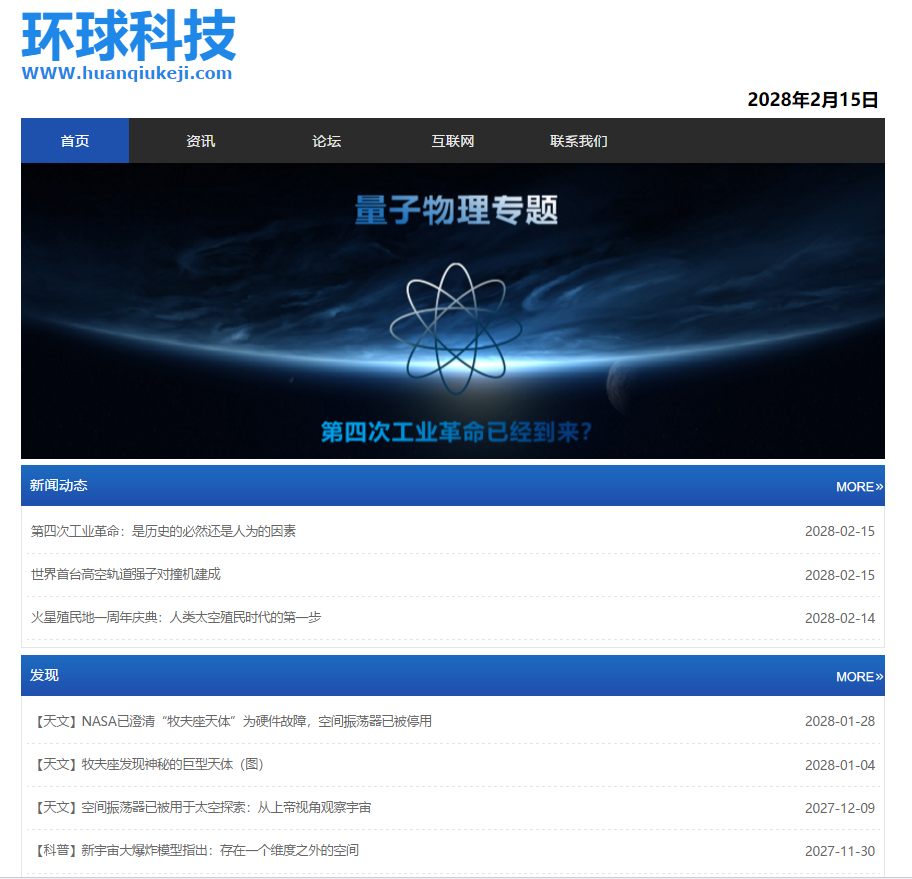 环球科技
WWW.huanqiukeji.com
2028年2月15日
首页 资讯 论坛 互联网 联系我们
量子物理专题
第四次工业革命已经到来？
新闻动态 MORE»
第四次工业革命：是历史的必然还是人为的因素 2028-02-15
世界首台高空轨道强子对撞机建成 2028-02-15
火星殖民地一周年庆典：人类太空殖民时代的第一步 2028-02-14
发现 MORE»
【天文】NASA已澄清“牧夫座天体”为硬件故障，空间振荡器已被停用 2028-01-28
【天文】牧夫座发现神秘的巨型天体（图） 2028-01-04
【天文】空间振荡器已被用于太空探索：从上帝视角观察宇宙 2027-12-09
【科普】新宇宙大爆炸模型指出：存在一个维度之外的空间 2027-11-30